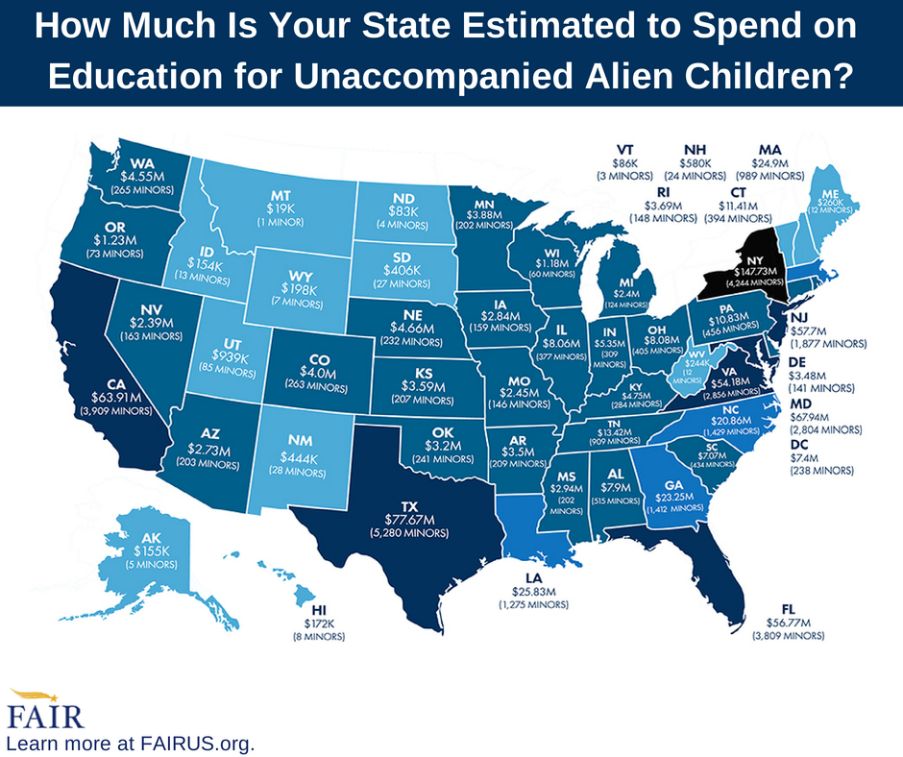 How Much Is Your State Estimated to Spend on
Education for Unaccompanied Alien Children?
WA
$4.55M
(265 MINORS)
OR
$1.23M
(73 MINORS)
CA
$63.91M
(3,909 MINORS)
NV
$2.39M
(163 MINORS)
ID
$154K
(13 MINORS)
MT
$19K
(1 MINOR)
WY
$198K
(7 MINORS)
UT
$939K
(85 MINORS)
AZ
$2.73M
(203 MINORS)
CO
$4.0M
(263 MINORS)
NM
$444K
(28 MINORS)
ND
$83K
(4 MINORS)
SD
$406K
(27 MINORS)
NE
$4.66M
(232 MINORS)
KS
$3.59M
(207 MINORS)
OK
$3.2M
(241 MINORS)
TX
$77.67M
(5,280 MINORS)
MN
$3.88M
(202 MINORS)
IA
$2.84M
(159 MINORS)
MO
$2.45M
(146 MINORS)
AR
$3.5M
(209 MINORS)
LA
$25.83M
(1,275 MINORS)
WI
$1.18M
(60 MINORS)
IL
$8.06M
(377 MINORS)
MI
$2.4M
(124 MINORS)
IN
$5.35M
(309
MINORS)
OH
$8.08M
(405 MINORS)
KY
$4.75M
(284 MINORS)
TN
$13.42M
(909 MINORS)
MS
$2.94M
(202
MINORS)
AL
$7.9M
(515 MINORS)
GA
$23.25M
(1,412 MINORS)
FL
$56.77M
(3,809 MINORS)
SC
$7.07M
(434 MINORS)
NC
$20.86M
(1,429 MINORS)
VA
$54.18M
(2,856 MINORS)
WV
$244K
(12
MINORS)
PA
$10.83M
(456 MINORS)
NY
$147.73M
(4,244 MINORS)
VT
$86K
(3 MINORS)
NH
$580K
(24 MINORS)
MA
$24.9M
(989 MINORS)
RI
$3.69M
(148 MINORS)
CT
$11.41M
(394 MINORS)
ME
$260K
(12 MINORS)
NJ
$57.7M
(1,877 MINORS)
DE
$3.48M
(141 MINORS)
MD
$67.94M
(2,804 MINORS)
DC
$7.4M
(238 MINORS)
AK
$155K
(5 MINORS)
HI
$172K
(8 MINORS)
FAIR
Learn more at FAIRUS.org.